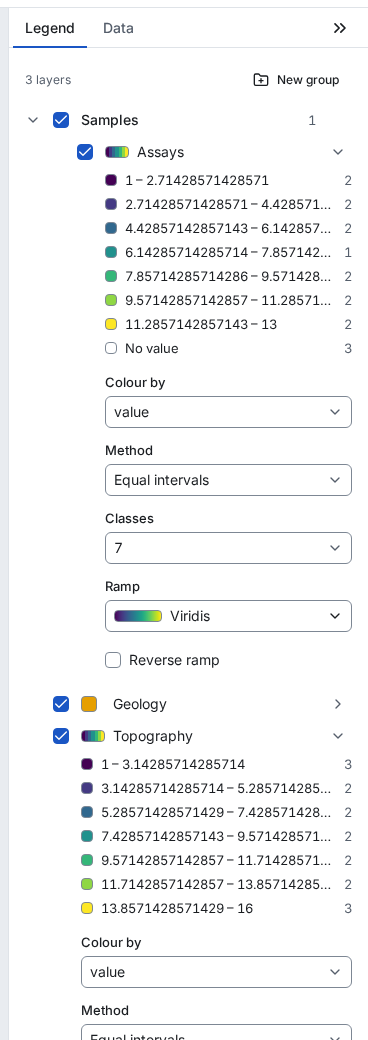 Legend Data
3 layers New group
Samples 1
Assays
1 – 2.71428571428571 2
2.71428571428571 – 4.428571... 2
4.42857142857143 – 6.142857... 2
6.14285714285714 – 7.857142... 1
7.85714285714286 – 9.571428... 2
9.57142857142857 – 11.28571... 2
11.2857142857143 – 13 2
No value 3
Colour by
value
Method
Equal intervals
Classes
7
Ramp
Viridis
Reverse ramp
Geology
Topography
1 – 3.14285714285714 3
3.14285714285714 – 5.285714285... 2
5.28571428571429 – 7.428571428... 2
7.42857142857143 – 9.571428571... 2
9.57142857142857 – 11.71428571... 2
11.7142857142857 – 13.85714285... 2
13.8571428571429 – 16 3
Colour by
value
Method
Equal intervals